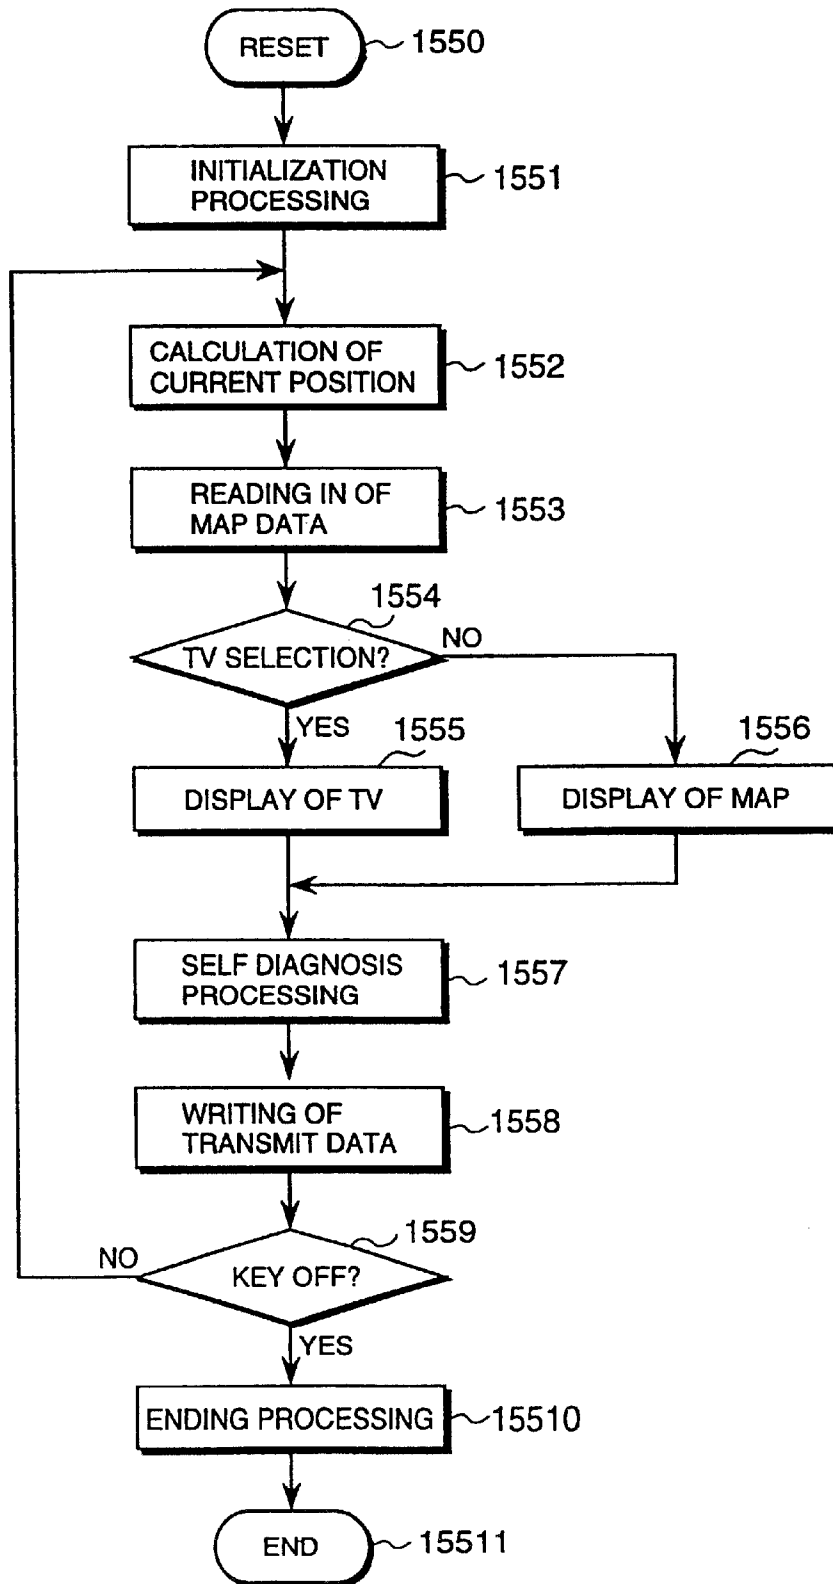 RESET
1550
INITIALIZATION
PROCESSING
1551
CALCULATION OF
CURRENT POSITION
1552
READING IN OF
MAP DATA
1553
1554
TV SELECTION?
NO
YES
1555
1556
DISPLAY OF TV
DISPLAY OF MAP
SELF DIAGNOSIS
PROCESSING
1557
WRITING OF
TRANSMIT DATA
1558
1559
NO
KEY OFF?
YES
ENDING PROCESSING
15510
END
15511